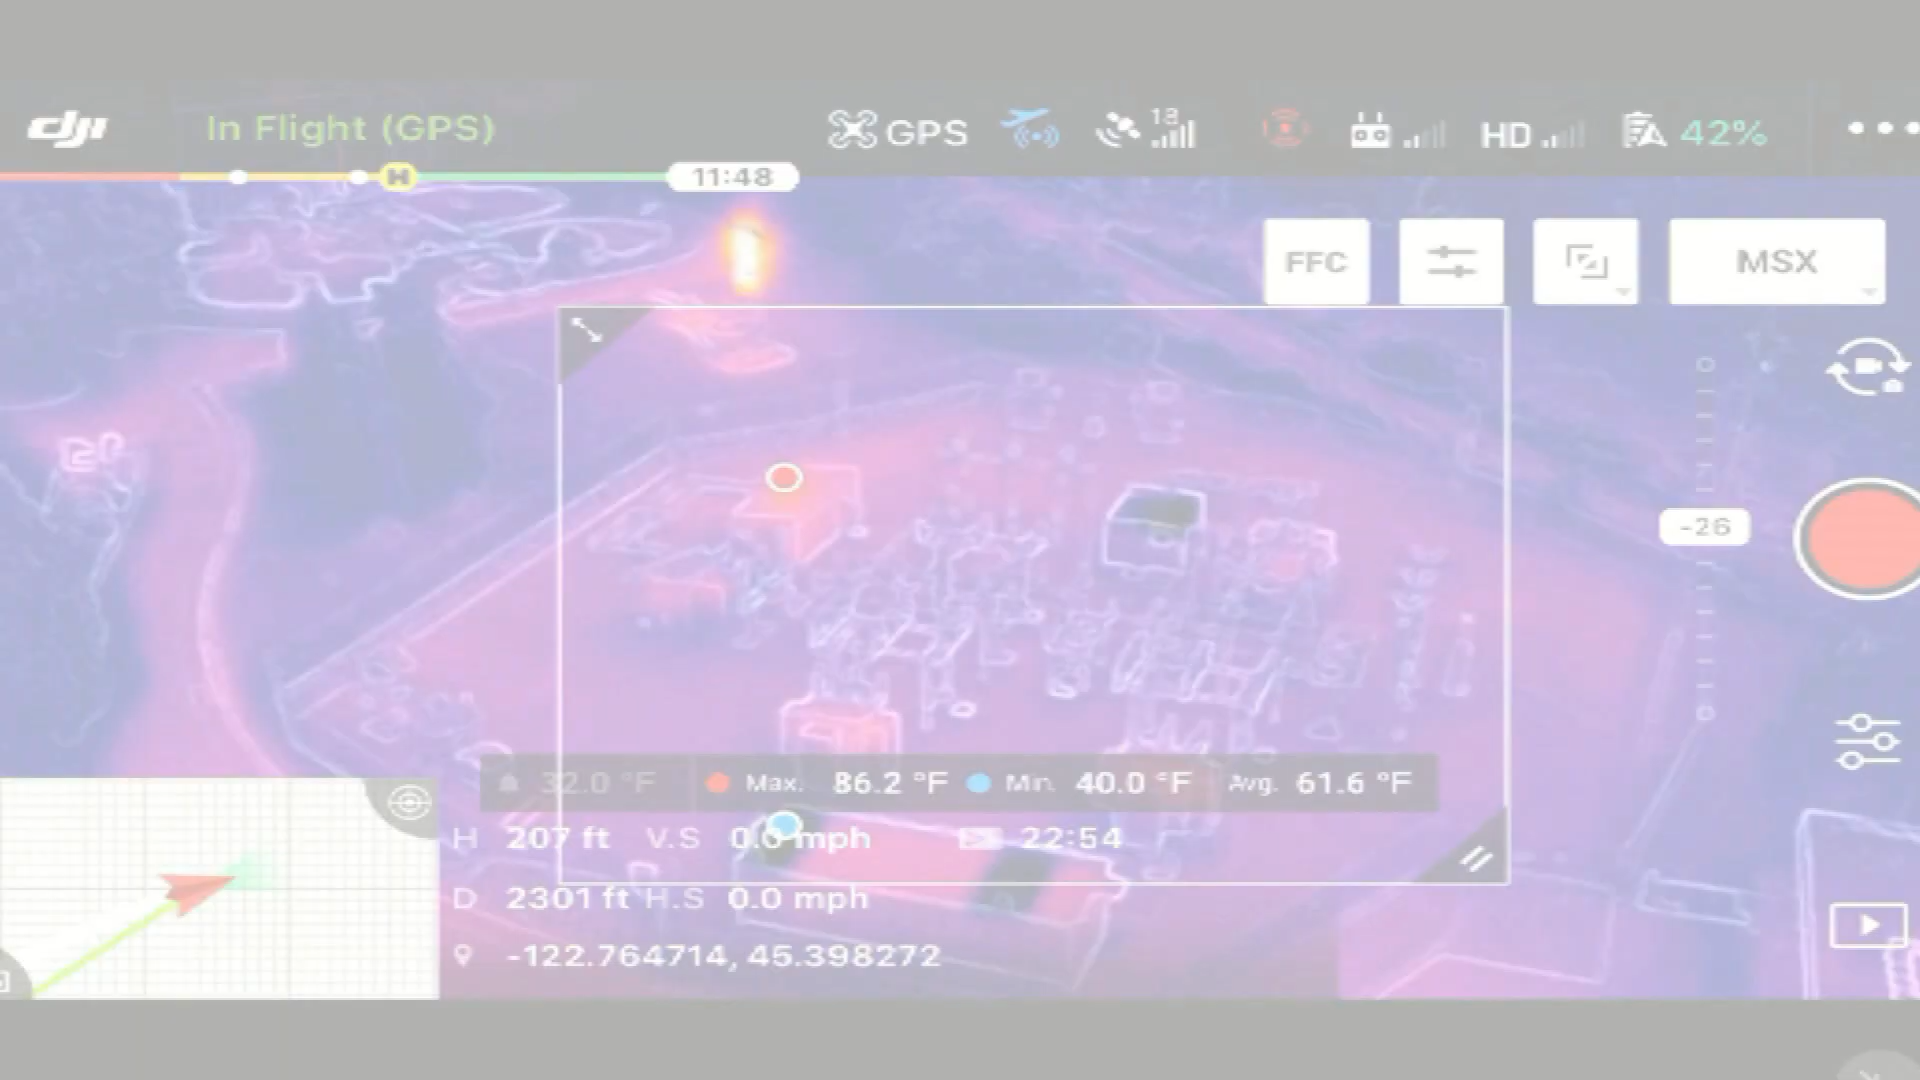 dji In Flight (GPS) GPS 18 HD 42%
H 11:48
FFC MSX
-26
32.0 °F Max. 86.2 °F Min. 40.0 °F Avg. 61.6 °F
H 207 ft V.S 0.0 mph 22:54
D 2301 ft H.S 0.0 mph
-122.764714, 45.398272